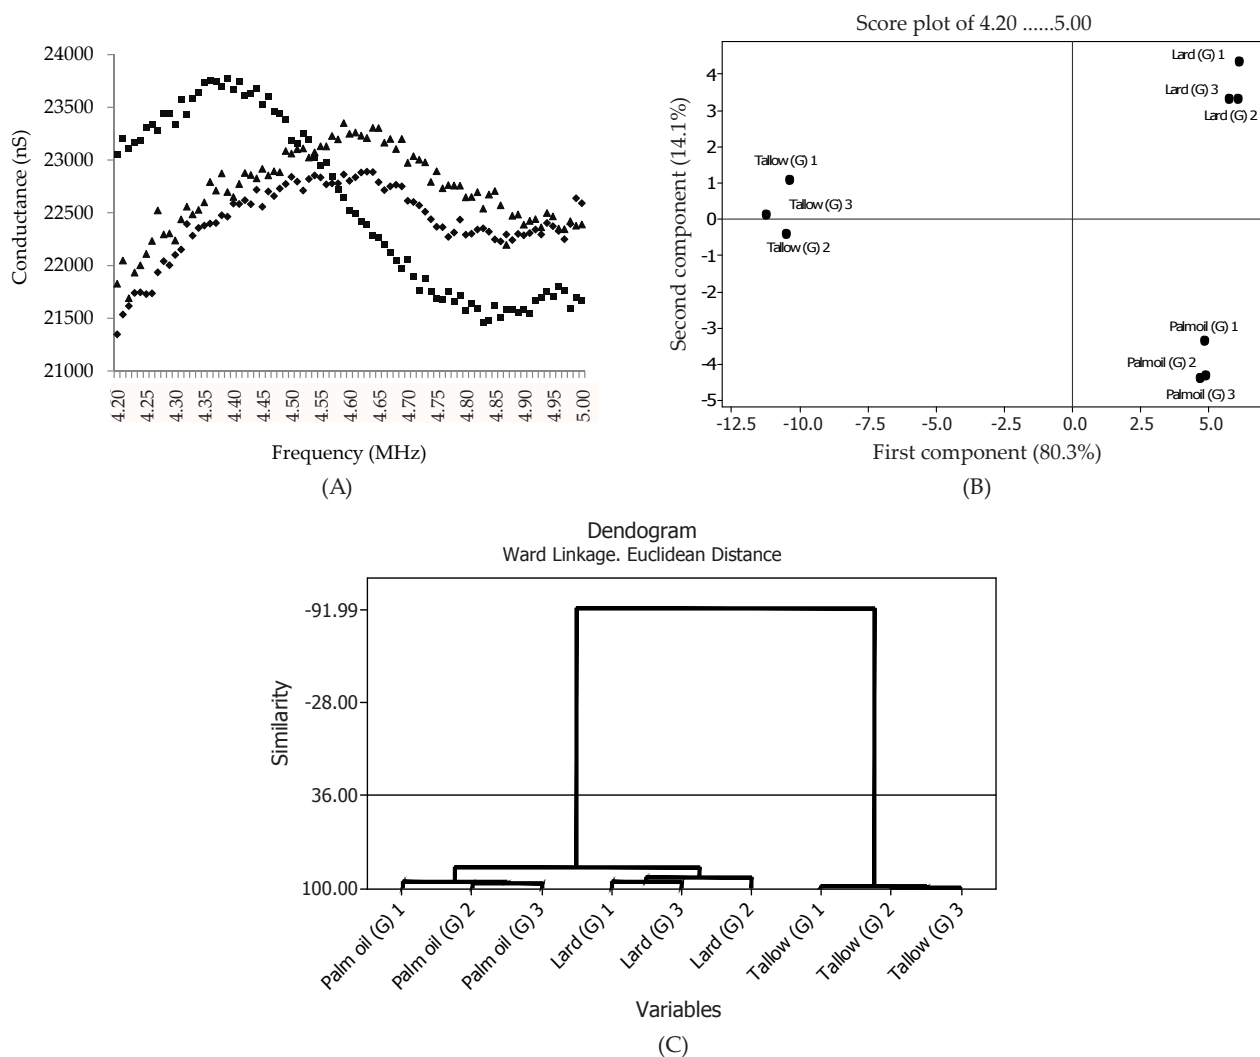 24000
23500
23000
22500
22000
21500
21000
Conductance (nS)
4.20
4.25
4.30
4.35
4.40
4.45
4.50
4.55
4.60
4.65
4.70
4.75
4.80
4.85
4.90
4.95
5.00
Frequency (MHz)
(A)
Score plot of 4.20 ......5.00
Second component (14.1%)
4
3
2
1
0
-1
-2
-3
-4
-5
Lard (G) 1
Lard (G) 3
Lard (G) 2
Tallow (G) 1
Tallow (G) 3
Tallow (G) 2
Palmoil (G) 1
Palmoil (G) 2
Palmoil (G) 3
-12.5
-10.0
-7.5
-5.0
-2.5
0.0
2.5
5.0
First component (80.3%)
(B)
Dendogram
Ward Linkage. Euclidean Distance
Similarity
-91.99
-28.00
36.00
100.00
Palm oil (G) 1
Palm oil (G) 2
Palm oil (G) 3
Lard (G) 1
Lard (G) 3
Lard (G) 2
Tallow (G) 1
Tallow (G) 2
Tallow (G) 3
Variables
(C)